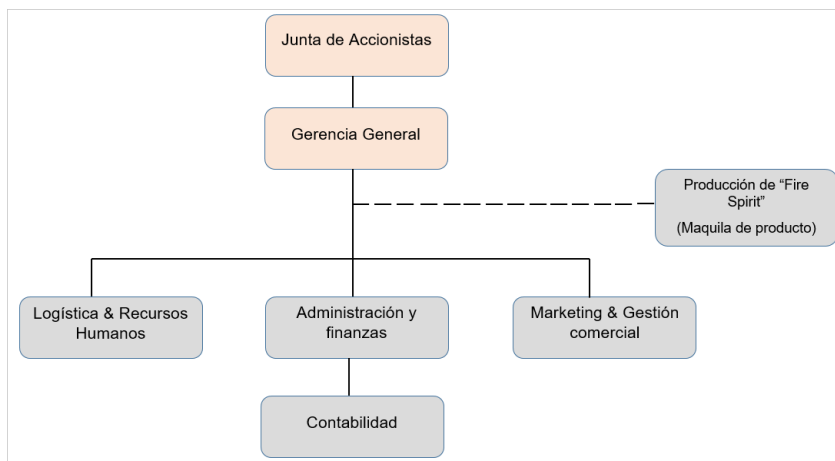 Junta de Accionistas
Gerencia General
Producción de “Fire
Spirit”
(Maquila de producto)
Logística & Recursos
Humanos
Administración y
finanzas
Marketing & Gestión
comercial
Contabilidad